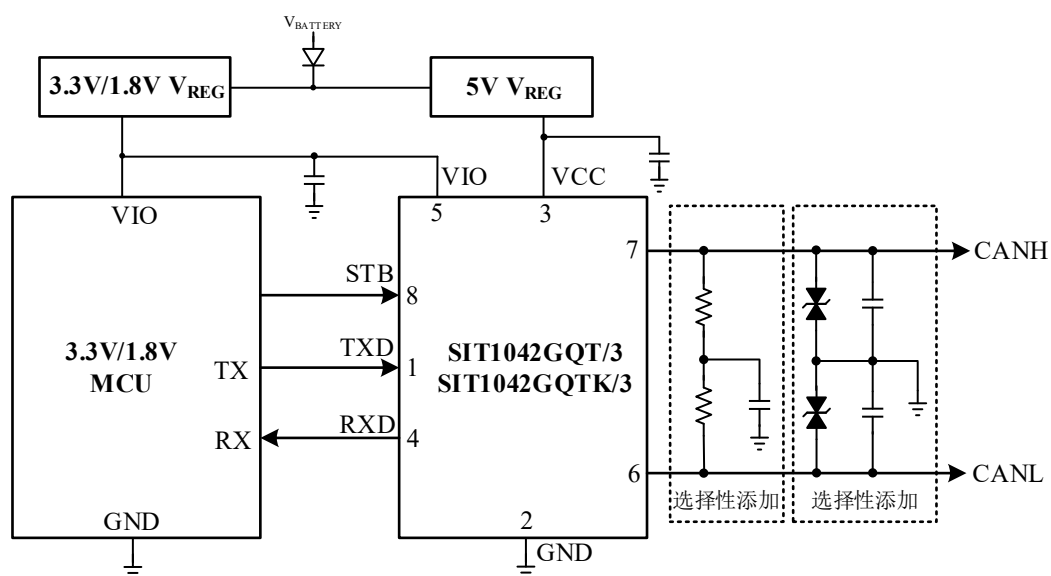 VBATTERY
3.3V/1.8V VREG
5V VREG
VIO
VCC
VIO
5
3
7
CANH
STB
8
3.3V/1.8V
MCU
TX
TXD
1
SIT1042GQT/3
SIT1042GQTK/3
RX
RXD
4
6
CANL
选择性添加
选择性添加
GND
2
GND